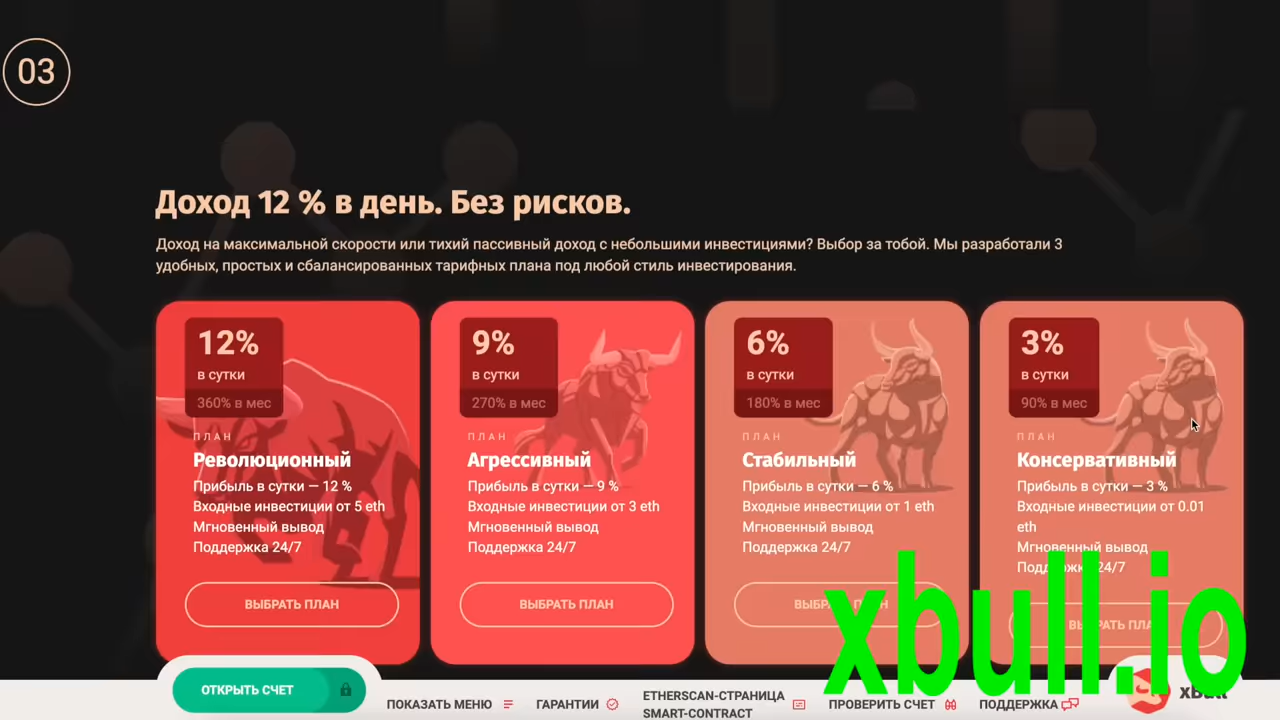 03
Доход 12 % в день. Без рисков.
Доход на максимальной скорости или тихий пассивный доход с небольшими инвестициями? Выбор за тобой. Мы разработали 3
удобных, простых и сбалансированных тарифных плана под любой стиль инвестирования.
12%
в сутки
360% в мес
ПЛАН
Революционный
Прибыль в сутки — 12 %
Входные инвестиции от 5 eth
Мгновенный вывод
Поддержка 24/7
ВЫБРАТЬ ПЛАН
9%
в сутки
270% в мес
ПЛАН
Агрессивный
Прибыль в сутки — 9 %
Входные инвестиции от 3 eth
Мгновенный вывод
Поддержка 24/7
ВЫБРАТЬ ПЛАН
6%
в сутки
180% в мес
ПЛАН
Стабильный
Прибыль в сутки — 6 %
Входные инвестиции от 1 eth
Мгновенный вывод
Поддержка 24/7
ВЫБРАТЬ ПЛАН
3%
в сутки
90% в мес
ПЛАН
Консервативный
Прибыль в сутки — 3 %
Входные инвестиции от 0.01
eth
Мгновенный вывод
Поддержка 24/7
ВЫБРАТЬ ПЛАН
xbull.io
ОТКРЫТЬ СЧЕТ
ПОКАЗАТЬ МЕНЮ
ГАРАНТИИ
ETHERSCAN-СТРАНИЦА
SMART-CONTRACT
ПРОВЕРИТЬ СЧЕТ
ПОДДЕРЖКА
xBull